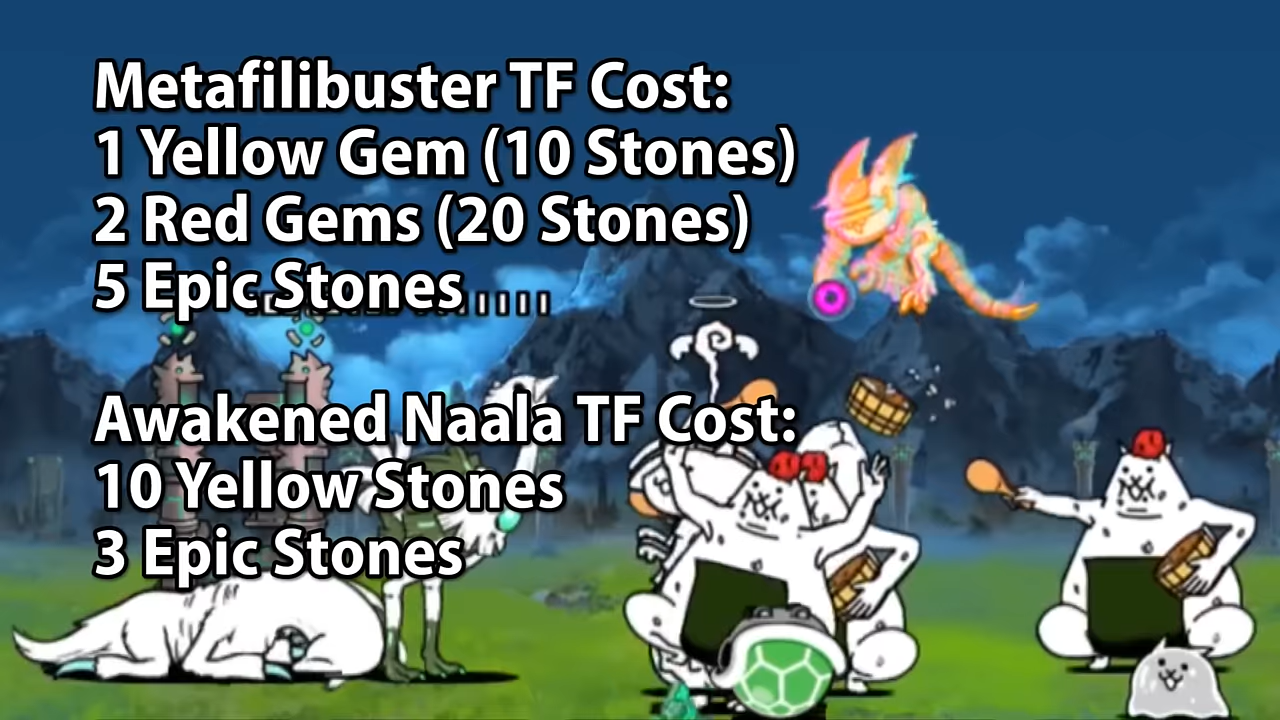 Metafilibuster TF Cost:
1 Yellow Gem (10 Stones)
2 Red Gems (20 Stones)
5 Epic Stones
Awakened Naala TF Cost:
10 Yellow Stones
3 Epic Stones